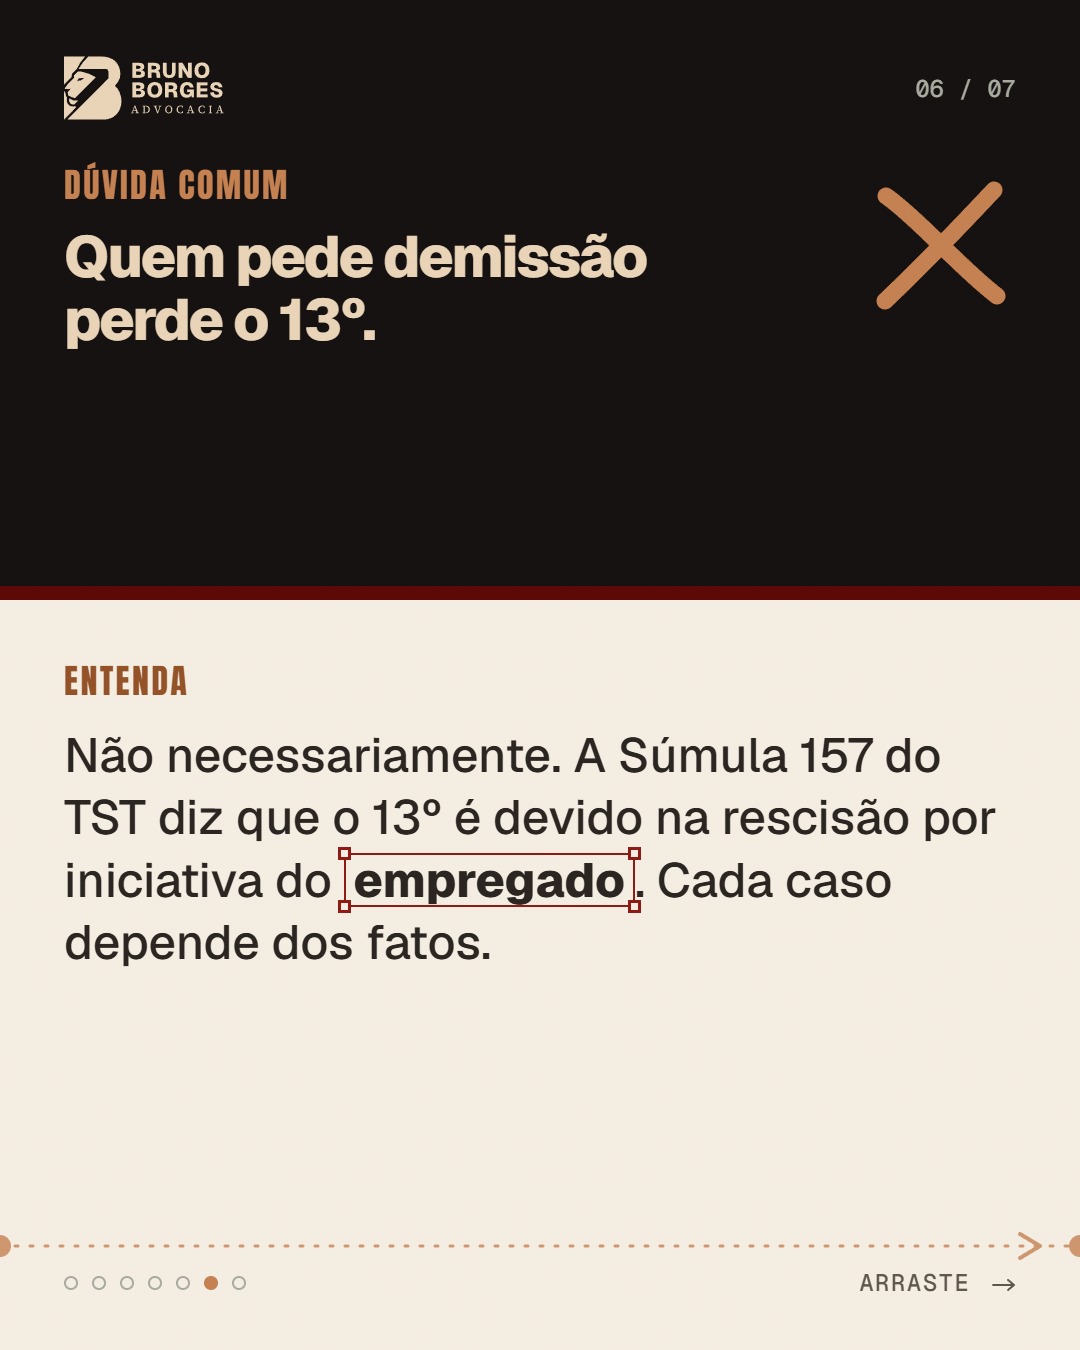 BRUNO
BORGES
ADVOCACIA
06 / 07
DÚVIDA COMUM
Quem pede demissão
perde o 13º.
ENTENDA
Não necessariamente. A Súmula 157 do
TST diz que o 13º é devido na rescisão por
iniciativa do empregado. Cada caso
depende dos fatos.
ARRASTE →